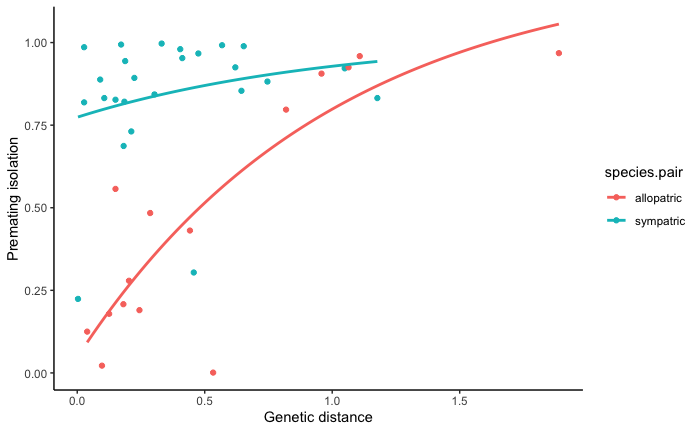 1.00
0.75
0.50
0.25
0.00
Premating isolation
0.0
0.5
1.0
1.5
Genetic distance
species.pair
allopatric
sympatric